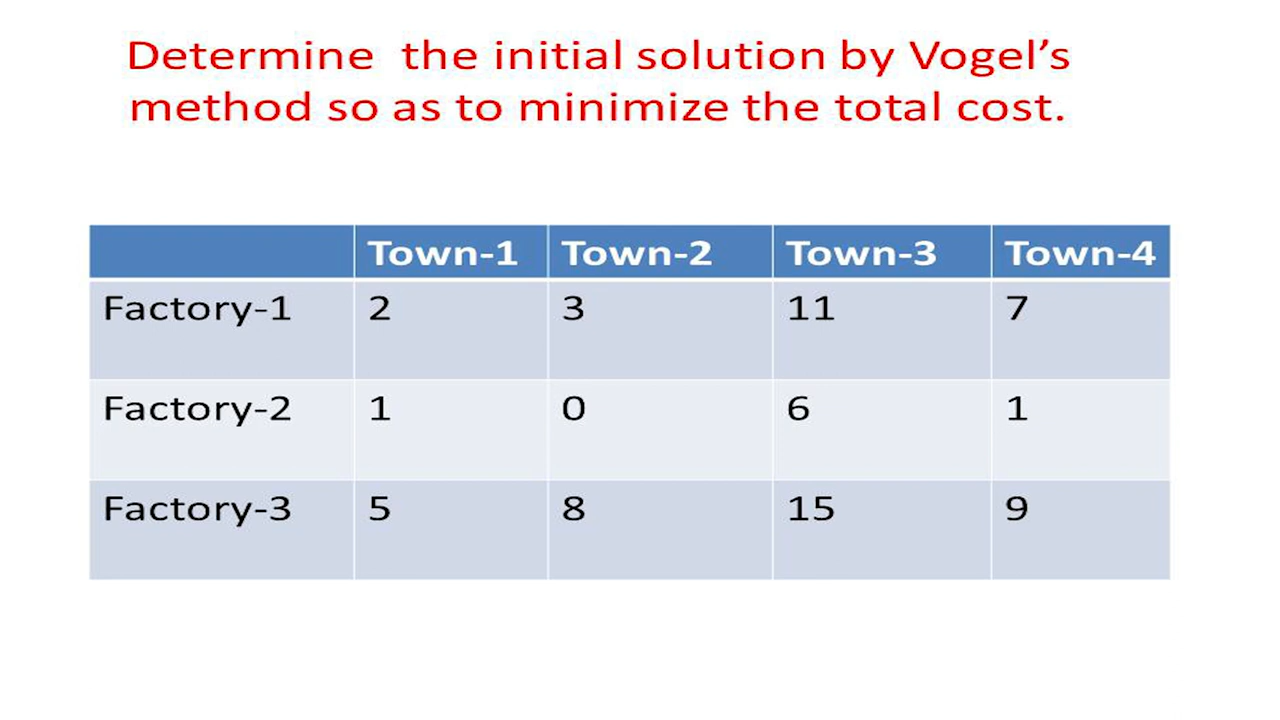 Determine the initial solution by Vogel’s
method so as to minimize the total cost.
Town-1 Town-2 Town-3 Town-4
Factory-1 2 3 11 7
Factory-2 1 0 6 1
Factory-3 5 8 15 9